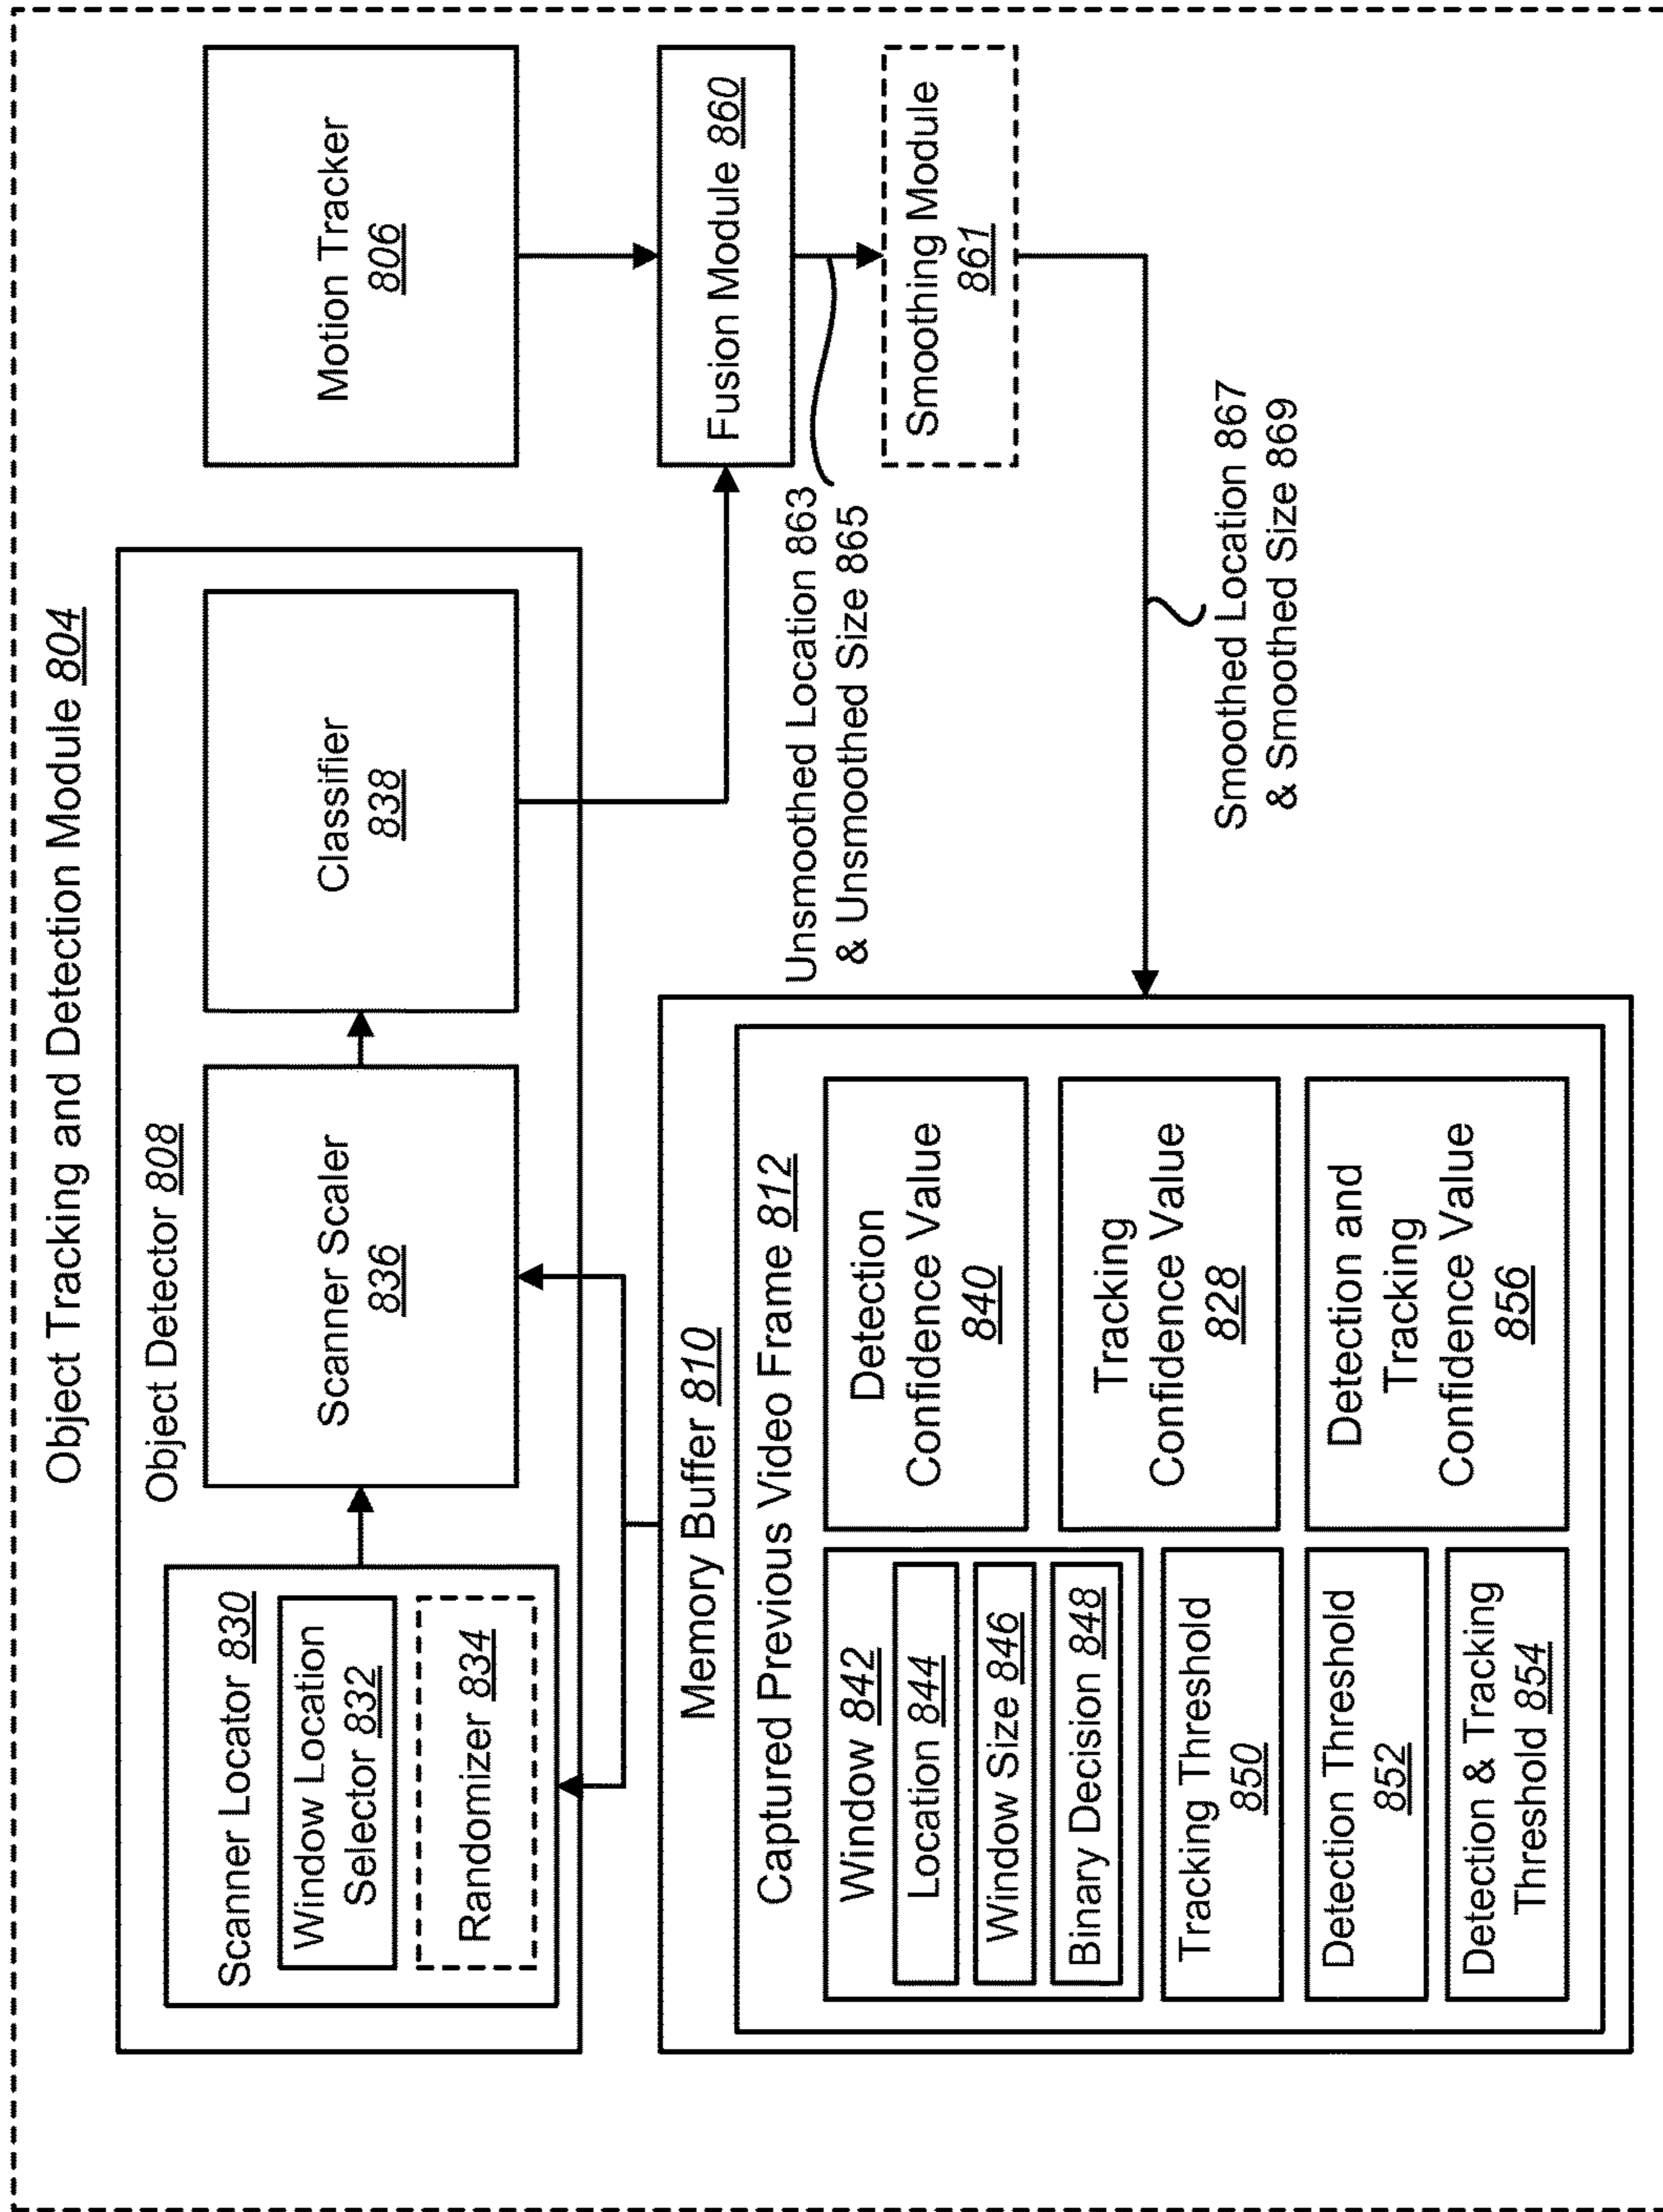 Object Tracking and Detection Module 804
Object Detector 808
Scanner Locator 830
Window Location
Selector 832
Randomizer 834
Scanner Scaler
836
Classifier
838
Motion Tracker
806
Fusion Module 860
Unsmoothed Location 863
& Unsmoothed Size 865
Smoothing Module
861
Smoothed Location 867
& Smoothed Size 869
Memory Buffer 810
Captured Previous Video Frame 812
Window 842
Location 844
Window Size 846
Binary Decision 848
Tracking Threshold
850
Detection Threshold
852
Detection & Tracking
Threshold 854
Detection
Confidence Value
840
Tracking
Confidence Value
828
Detection and
Tracking
Confidence Value
856